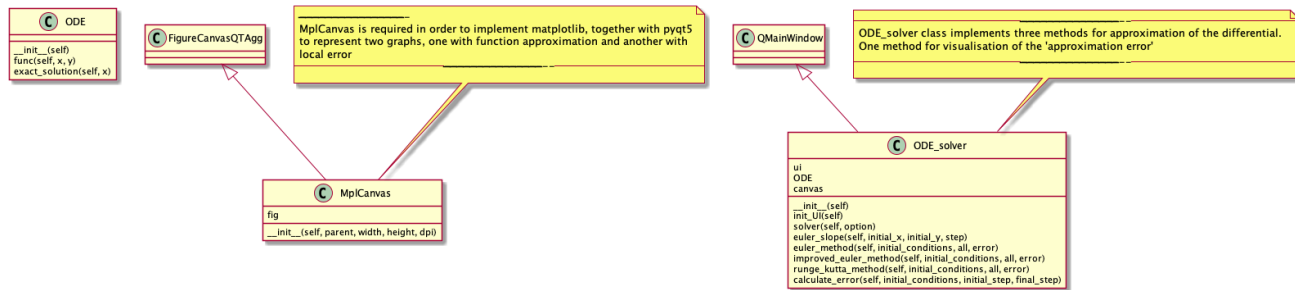 C ODE
__init__(self)
func(self, x, y)
exact_solution(self, x)
C FigureCanvasQTAgg
MplCanvas is required in order to implement matplotlib, together with pyqt5
to represent two graphs, one with function approximation and another with
local error
C MplCanvas
fig
__init__(self, parent, width, height, dpi)
C QMainWindow
ODE_solver class implements three methods for approximation of the differential.
One method for visualisation of the 'approximation error'
C ODE_solver
ui
ODE
canvas
__init__(self)
init_UI(self)
solver(self, option)
euler_slope(self, initial_x, initial_y, step)
euler_method(self, initial_conditions, all, error)
improved_euler_method(self, initial_conditions, all, error)
runge_kutta_method(self, initial_conditions, all, error)
calculate_error(self, initial_conditions, initial_step, final_step)